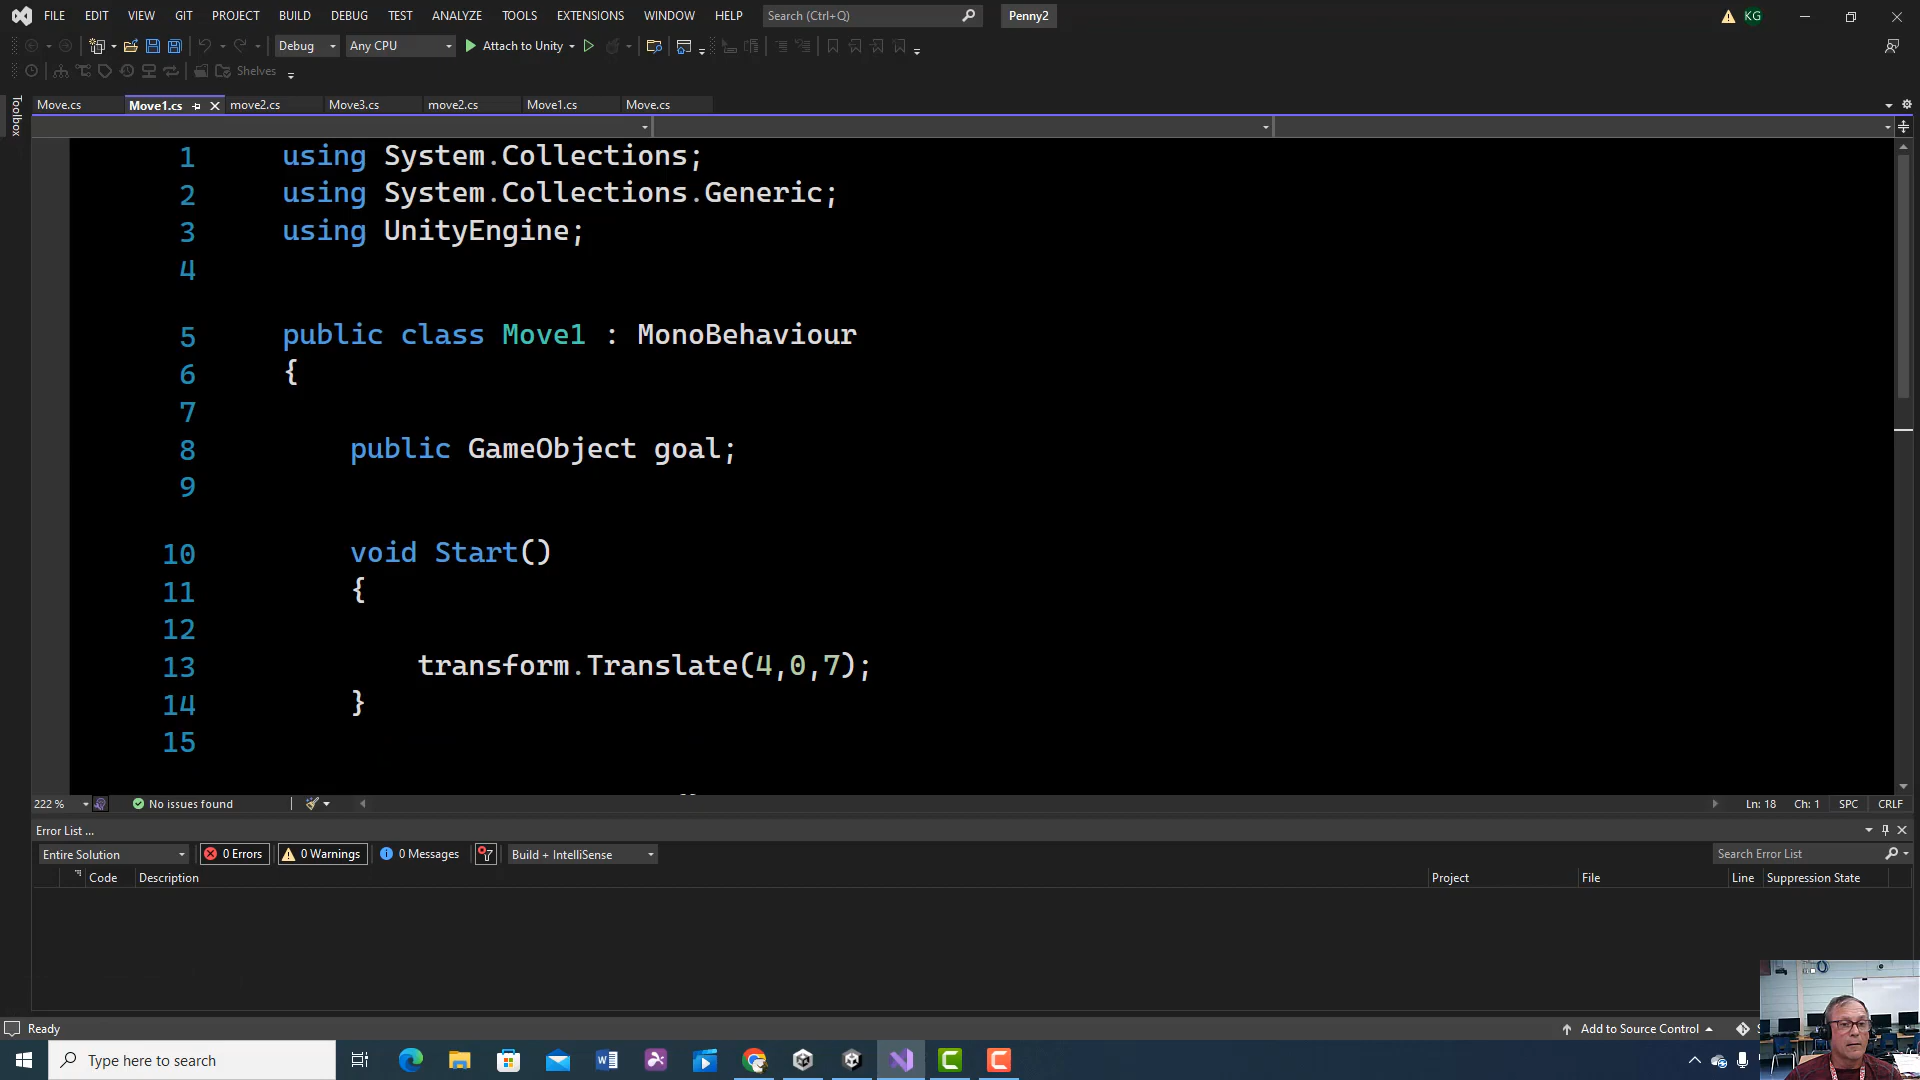 FILE EDIT VIEW GIT PROJECT BUILD DEBUG TEST ANALYZE TOOLS EXTENSIONS WINDOW HELP Search (Ctrl+Q) Penny2 KG
Debug Any CPU Attach to Unity
Shelves
Toolbox
Move.cs Move1.cs move2.cs Move3.cs move2.cs Move1.cs Move.cs
1 using System.Collections;
2 using System.Collections.Generic;
3 using UnityEngine;
4
5 public class Move1 : MonoBehaviour
6 {
7
8 public GameObject goal;
9
10 void Start()
11 {
12
13 transform.Translate(4,0,7);
14 }
15
222 % No issues found Ln: 18 Ch: 1 SPC CRLF
Error List ...
Entire Solution 0 Errors 0 Warnings 0 Messages Build + IntelliSense Search Error List
Code Description Project File Line Suppression State
Ready Add to Source Control
Type here to search